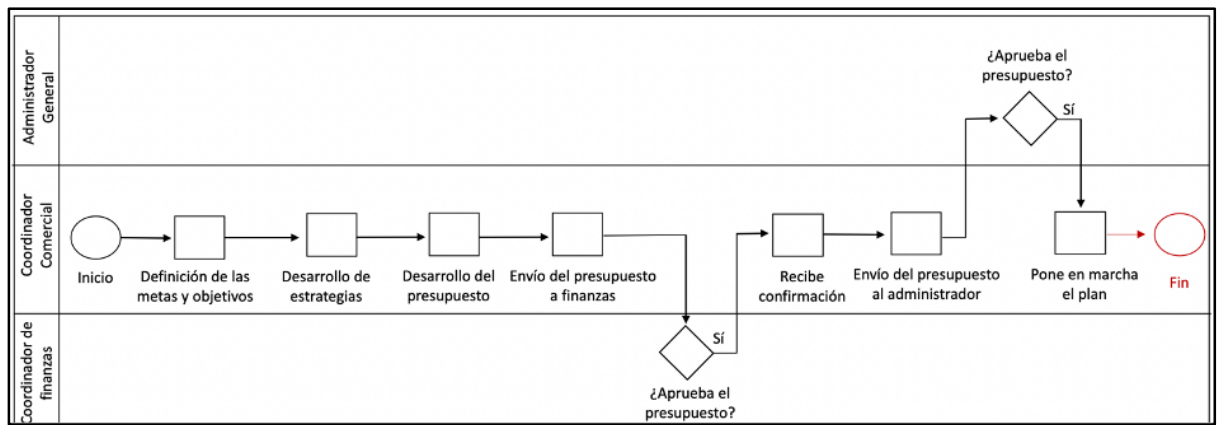 Administrador
General
¿Aprueba el
presupuesto?
Sí
Coordinador
Comercial
Inicio
Definición de las
metas y objetivos
Desarrollo de
estrategias
Desarrollo del
presupuesto
Envío del presupuesto
a finanzas
Recibe
confirmación
Envío del presupuesto
al administrador
Pone en marcha
el plan
Fin
Coordinador de
finanzas
Sí
¿Aprueba el
presupuesto?